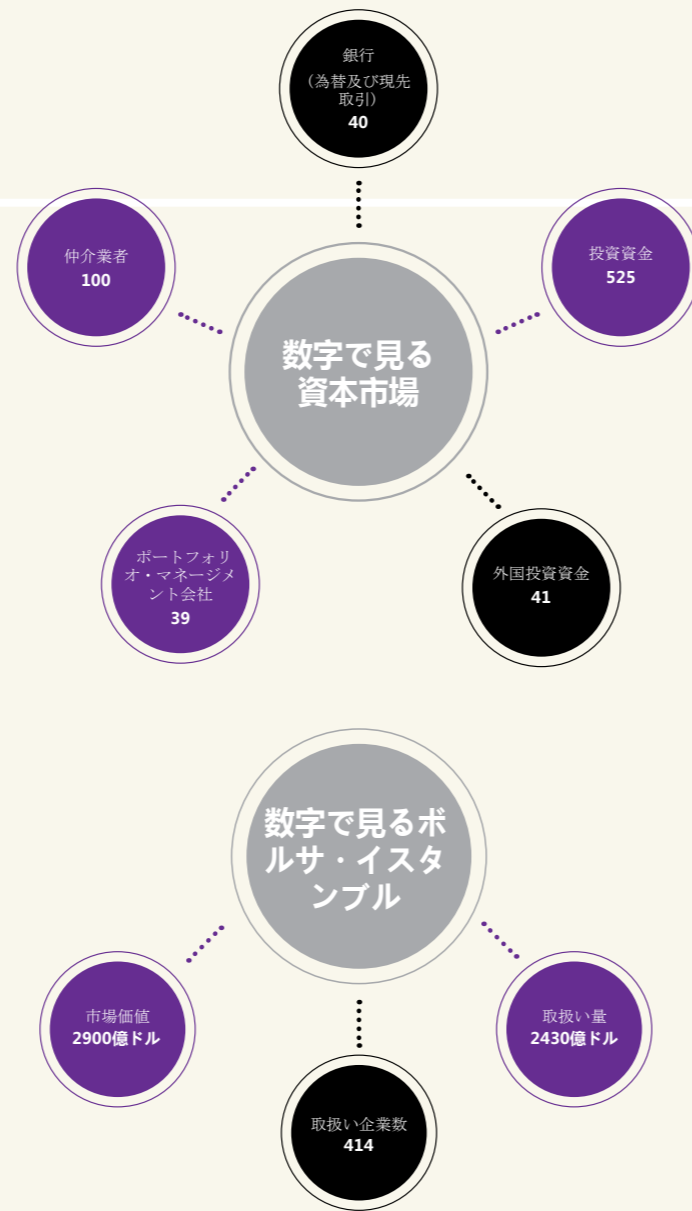 銀行
（為替及び現先
取引）
40
仲介業者
100
投資資金
525
数字で見る
資本市場
ポートフォリ
オ・マネージメ
ント会社
39
外国投資資金
41
数字で見るボ
ルサ・イスタ
ンブル
市場価値
2900億ドル
取扱い量
2430億ドル
取扱い企業数
414